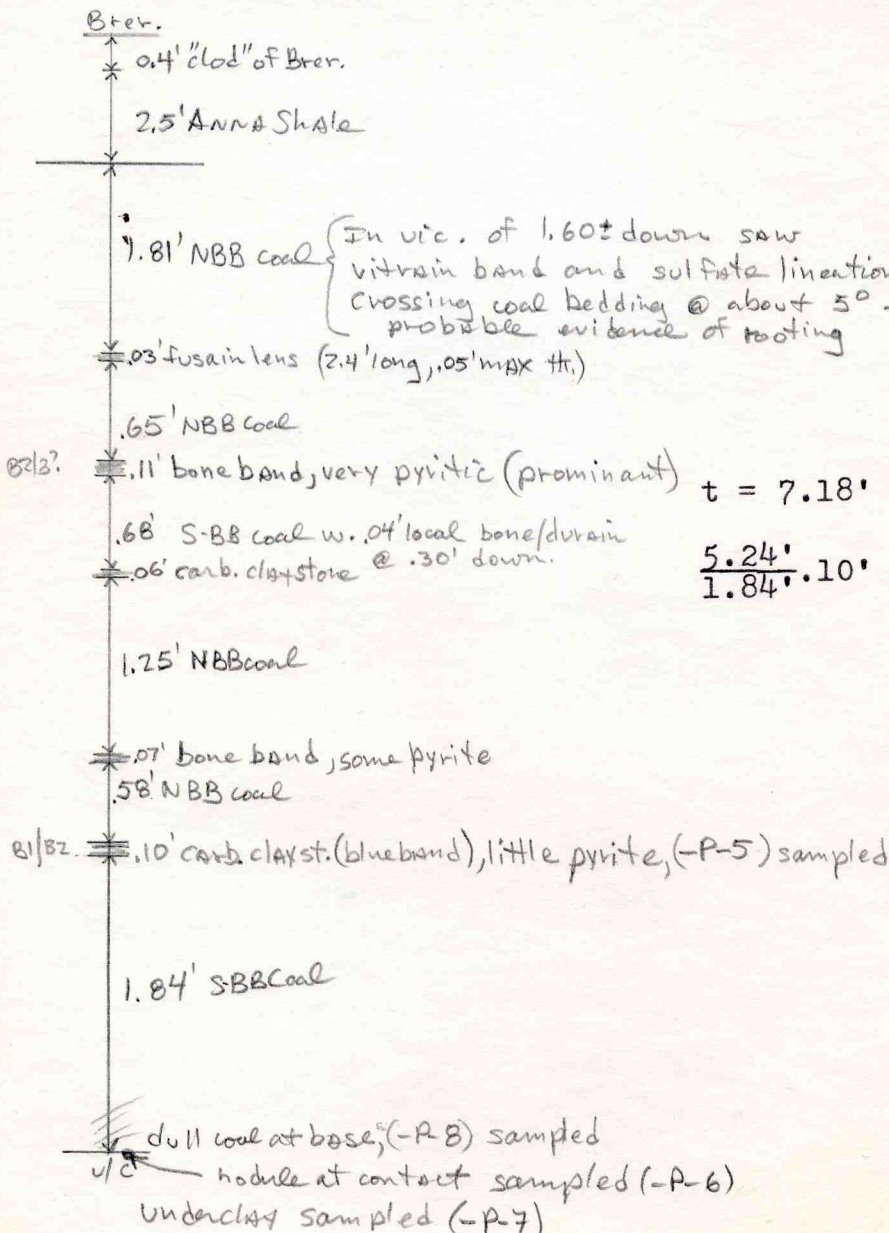 Brer.
0.4' "clod" of Brer.
2.5' ANNA Shale
1.81' NBB coal
In vic. of 1.60± down saw
vitrain band and sulfate lineation
crossing coal bedding @ about 5° -
probable evidence of rooting
.03' fusain lens (2.4' long, .05' max th.)
.65' NBB coal
B2/3?
.11' bone band, very pyritic (prominant)
t = 7.18'
.68' S-BB coal w. .04' local bone/durain
@ .30' down.
.06' carb. claystone
5.24'
1.84' .10'
1.25' NBB coal
.07' bone band, some pyrite
.58' NBB coal
B1/B2
.10' carb. clayst. (blueband), little pyrite, (-P-5) sampled
1.84' S-BB Coal
dull coal at base, (-P-8) sampled
u/c
nodule at contact sampled (-P-6)
underclay sampled (-P-7)